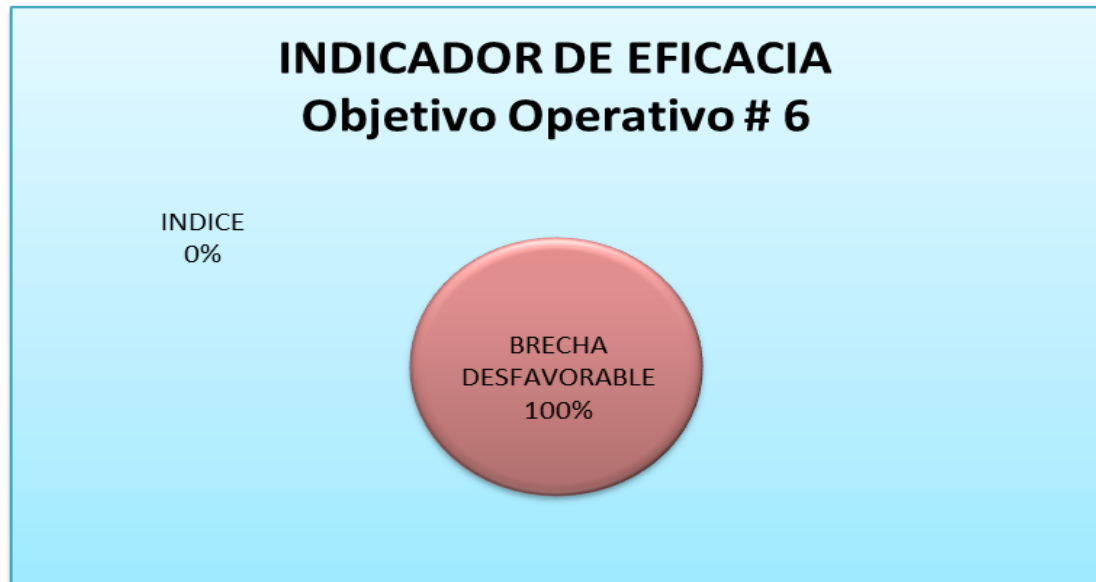 INDICADOR DE EFICACIA
Objetivo Operativo # 6
INDICE
0%
BRECHA
DESFAVORABLE
100%